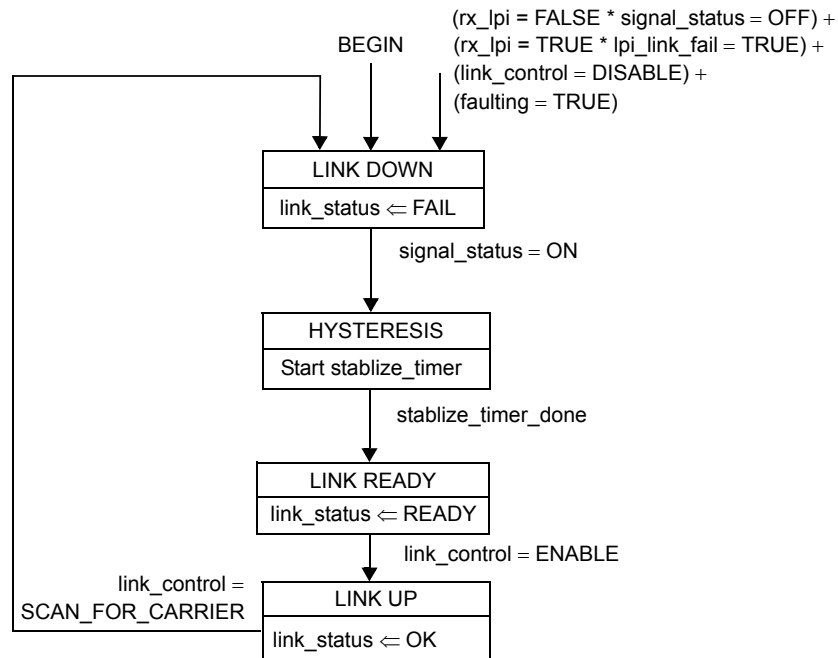 (rx_lpi = FALSE * signal_status = OFF) +
(rx_lpi = TRUE * lpi_link_fail = TRUE) +
(link_control = DISABLE) +
(faulting = TRUE)
BEGIN
LINK DOWN
link_status ⇐ FAIL
signal_status = ON
HYSTERESIS
Start stablize_timer
stablize_timer_done
LINK READY
link_status ⇐ READY
link_control = ENABLE
link_control =
SCAN_FOR_CARRIER
LINK UP
link_status ⇐ OK